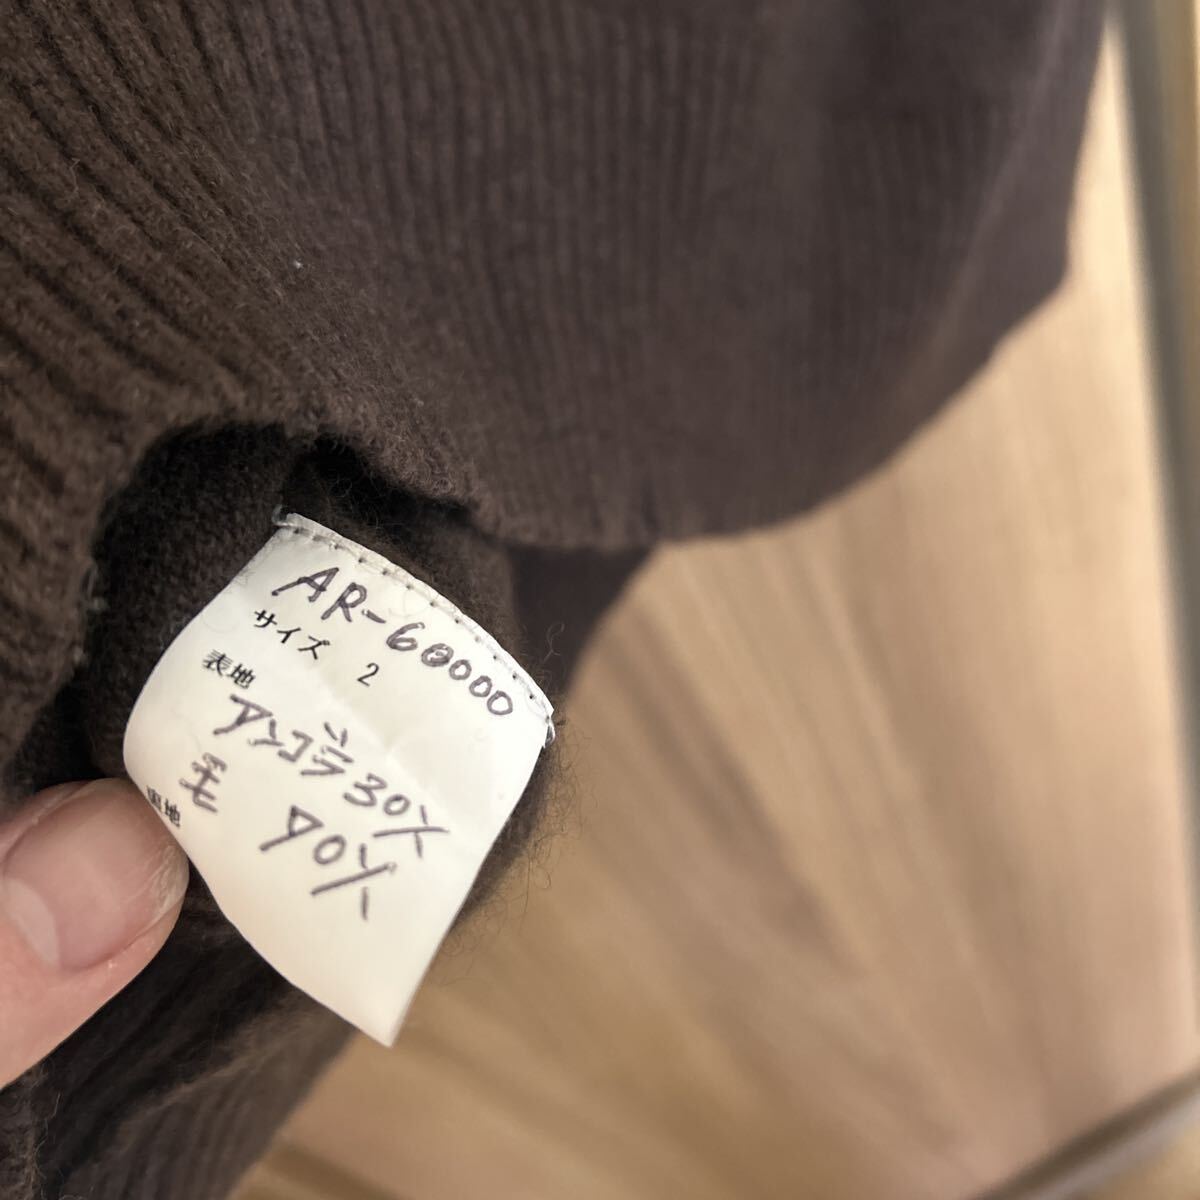 AR-60000
サイズ 2
表地
アンゴラ30%
毛 70%
裏地